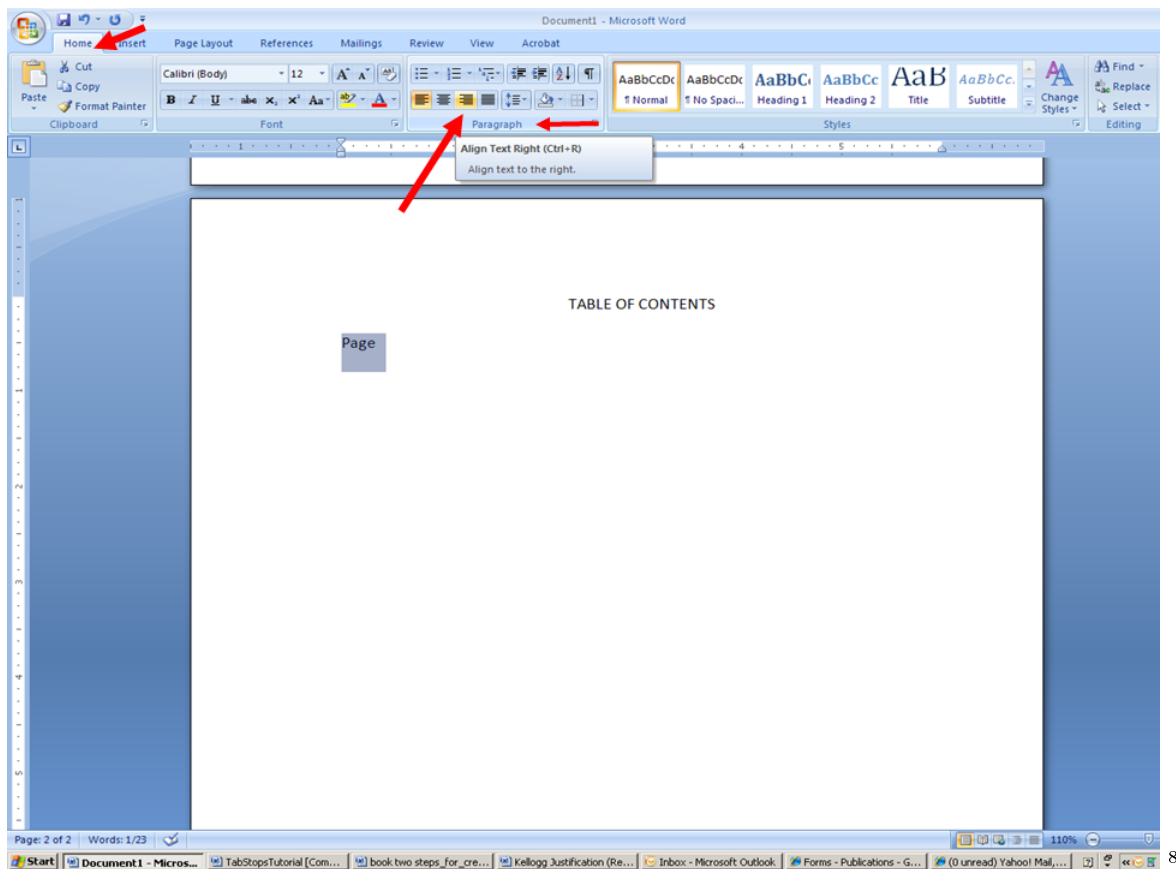 Document1 - Microsoft Word
Home Insert Page Layout References Mailings Review View Acrobat
Paste
Cut
Copy
Format Painter
Clipboard
Calibri (Body) 12
B I U abc x, x² Aa
Font
Paragraph
AaBbCcDc AaBbCcDc AaBbC AaBbCc AaB AaBbCc.
¶ Normal ¶ No Spaci... Heading 1 Heading 2 Title Subtitle
Change
Styles
Styles
Find
Replace
Select
Editing
Align Text Right (Ctrl+R)
Align text to the right.
TABLE OF CONTENTS
Page
Page: 2 of 2 Words: 1/23 110%
Start Document1 - Micros... TabStopsTutorial [Com... book two steps_for_cre... Kellogg Justification (Re... Inbox - Microsoft Outlook Forms - Publications - G... (0 unread) Yahoo! Mail,...
8